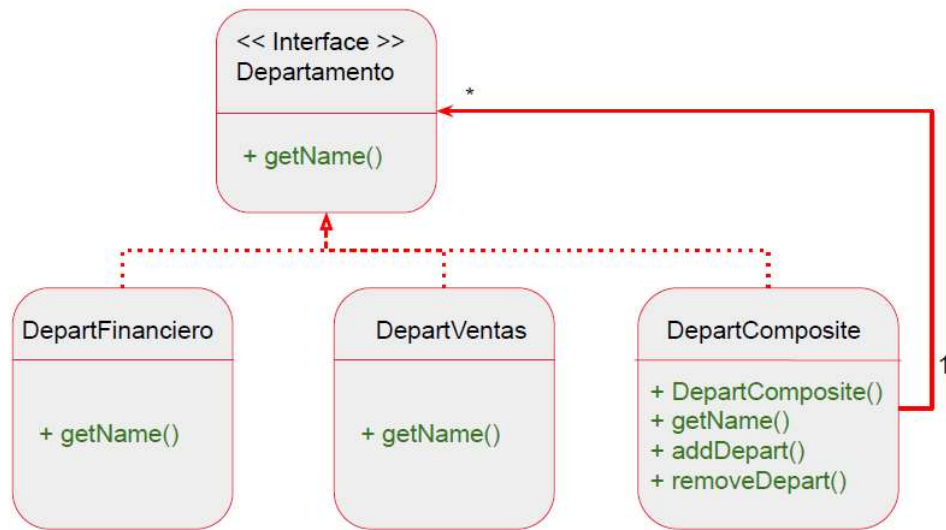 << Interface >>
Departamento
*
+ getName()
DepartFinanciero
+ getName()
DepartVentas
+ getName()
DepartComposite
1
+ DepartComposite()
+ getName()
+ addDepart()
+ removeDepart()